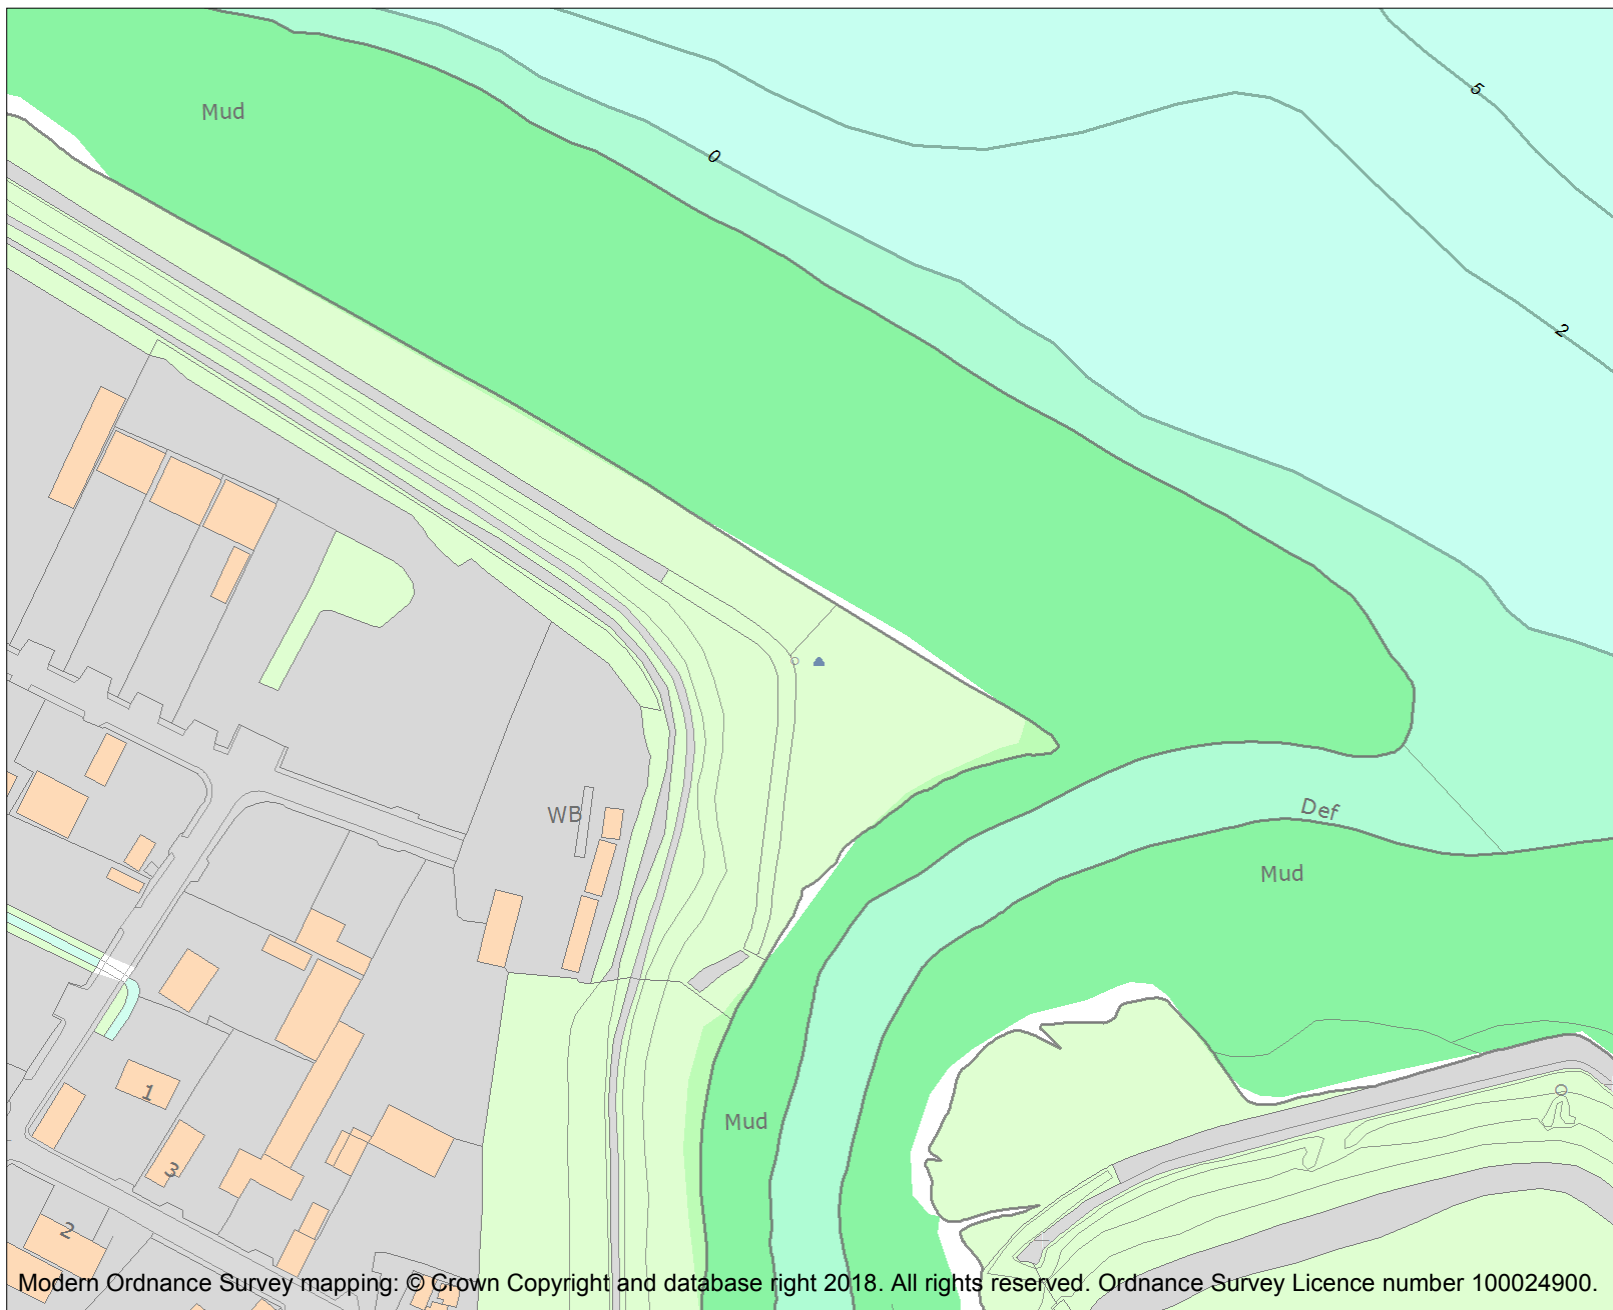 5
Mud
0
2
Def
WB
Mud
1
Mud
3
2
Modern Ordnance Survey mapping: © Crown Copyright and database right 2018. All rights reserved. Ordnance Survey Licence number 100024900.